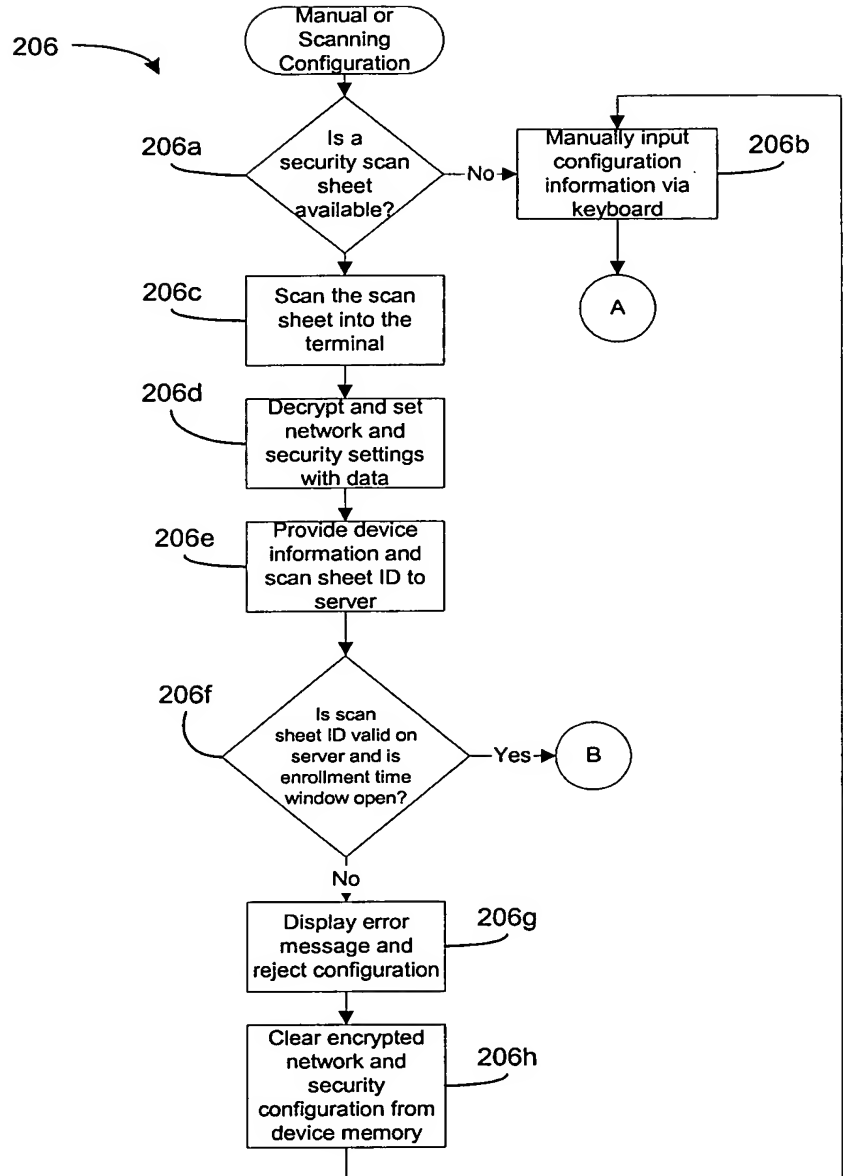 Manual or
Scanning
Configuration
206
206a
Is a
security scan
sheet
available?
No
Manually input
configuration
information via
keyboard
206b
A
206c
Scan the scan
sheet into the
terminal
206d
Decrypt and set
network and
security settings
with data
206e
Provide device
information and
scan sheet ID to
server
206f
Is scan
sheet ID valid on
server and is
enrollment time
window open?
Yes
B
No
Display error
message and
reject configuration
206g
Clear encrypted
network and
security
configuration from
device memory
206h